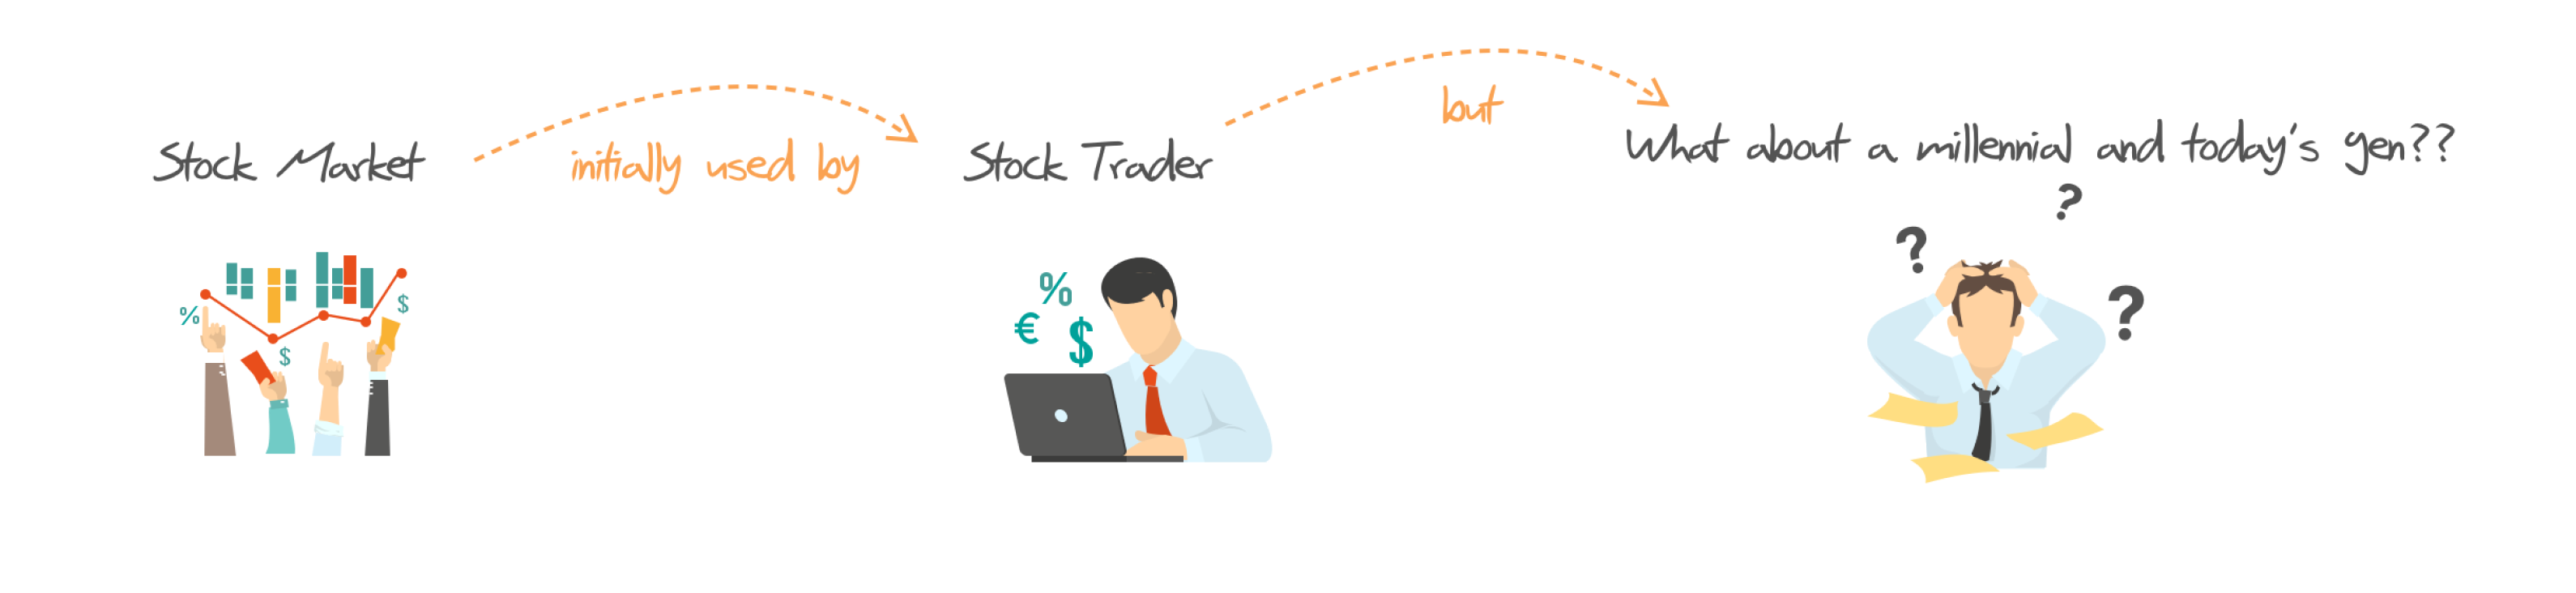 Stock Market
initially used by
Stock Trader
but
What about a millennial and today's gen??
% $ $
% € $
? ? ?